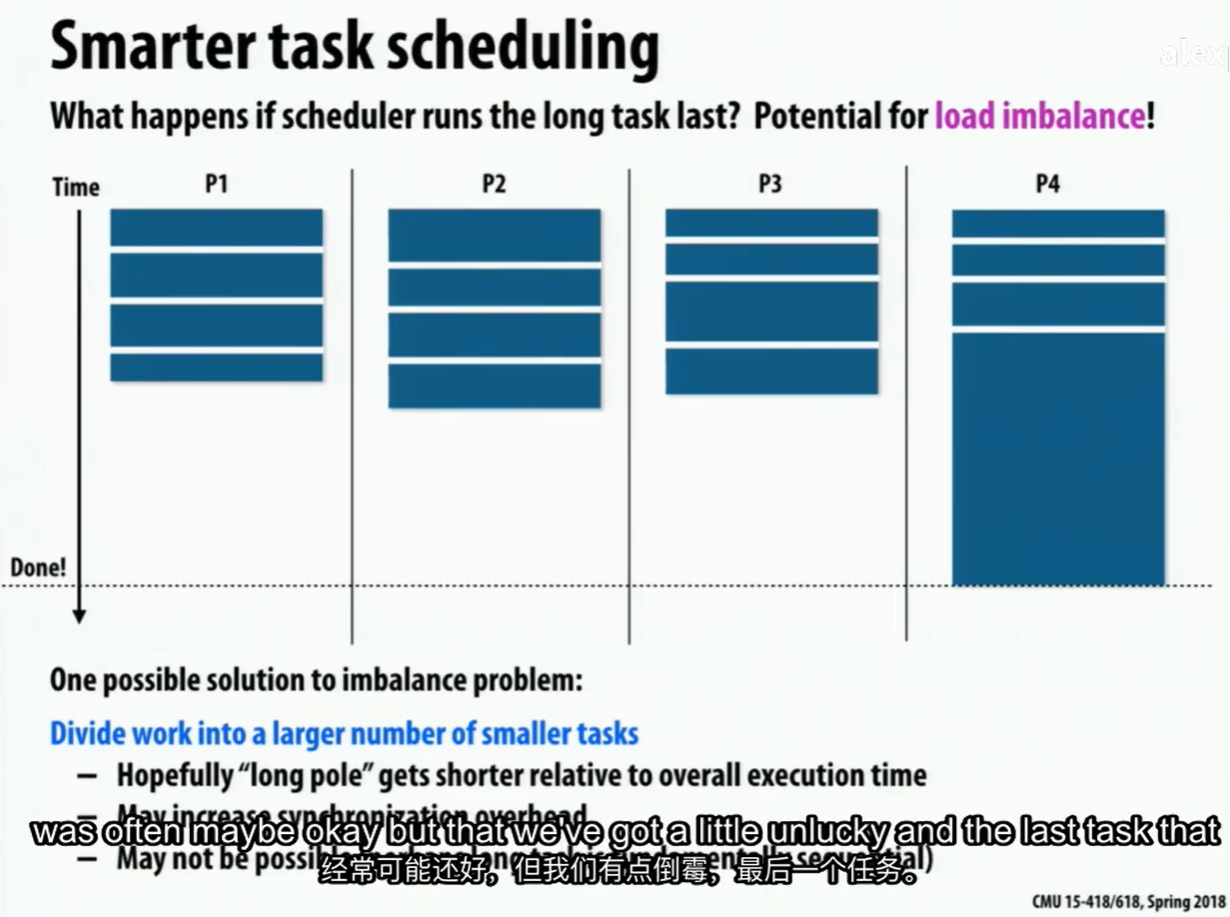 Smarter task scheduling
alex
What happens if scheduler runs the long task last? Potential for load imbalance!
Time P1 P2 P3 P4
Done!
One possible solution to imbalance problem:
Divide work into a larger number of smaller tasks
– Hopefully “long pole” gets shorter relative to overall execution time
– May increase synchronization overhead
was often maybe okay but that we've got a little unlucky and the last task that
– May not be possible
经常可能还好，但我们有点倒霉，最后一个任务。
CMU 15-418/618, Spring 2018